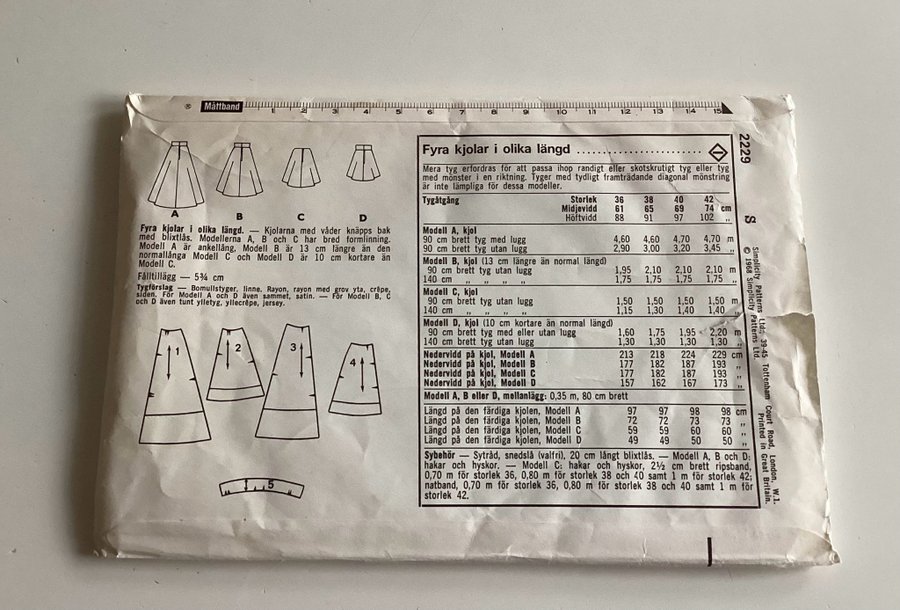 ® Måttband 1 2 3 4 5 6 7 8 9 10 11 12 13 14 15
A
B
C
D
Fyra kjolar i olika längd. — Kjolarna med våder knäpps bak
med blixtlås. Modellerna A, B och C har bred formlinning.
Modell A är ankellång, Modell B är 13 cm längre än den
normallånga Modell C och Modell D är 10 cm kortare än
Modell C.
Fålltillägg — 5¾ cm
Tygförslag — Bomullstyger, linne. Rayon, rayon med grov yta, crêpe,
siden. För Modell A och D även sammet, satin. — För Modell B, C
och D även tunt ylletyg, yllecrêpe, jersey.
1
2
3
4
5
Fyra kjolar i olika längd
Mera tyg erfordras för att passa ihop randigt eller skotskrutigt tyg eller tyg
med mönster i en riktning. Tyger med tydligt framträdande diagonal mönstring
är inte lämpliga för dessa modeller.
Tygåtgång Storlek 36 38 40 42
Midjevidd 61 65 69 74 cm
Höftvidd 88 91 97 102 „
Modell A, kjol
90 cm brett tyg med lugg 4,60 4,60 4,70 4,70 m
90 cm brett tyg utan lugg 2,90 3,00 3,20 3,45 „
Modell B, kjol (13 cm längre än normal längd)
90 cm brett tyg utan lugg 1,95 2,10 2,10 2,10 m
140 cm „ „ „ „ 1,75 1,75 1,75 1,75 „
Modell C, kjol
90 cm brett tyg utan lugg 1,50 1,50 1,50 1,50 m
140 cm „ „ „ „ 1,15 1,30 1,40 1,40 „
Modell D, kjol (10 cm kortare än normal längd)
90 cm brett tyg med eller utan lugg 1,60 1,75 1,95 2,20 m
140 cm brett tyg utan lugg 1,30 1,30 1,30 1,30 „
Nedervidd på kjol, Modell A 213 218 224 229 cm
Nedervidd på kjol, Modell B 177 182 187 193 „
Nedervidd på kjol, Modell C 177 182 187 193 „
Nedervidd på kjol, Modell D 157 162 167 173 „
Modell A, B eller D, mellanlägg: 0,35 m, 80 cm brett
Längd på den färdiga kjolen, Modell A 97 97 98 98 cm
Längd på den färdiga kjolen, Modell B 72 72 73 73 „
Längd på den färdiga kjolen, Modell C 59 59 60 60 „
Längd på den färdiga kjolen, Modell D 49 49 50 50 „
Sybehör — Sytråd, snedslå (valfri), 20 cm långt blixtlås. — Modell A, B och D:
hakar och hyskor. — Modell C: hakar och hyskor, 2½ cm brett ripsband,
0,70 m för storlek 36, 0,80 m för storlek 38 och 40 samt 1 m för storlek 42;
natband, 0,70 m för storlek 36, 0,80 m för storlek 38 och 40 samt 1 m för
storlek 42.
2229
S
Simplicity Patterns Ltd; 39-45 Tottenham Court Road, London, W.1.
© 1968 Simplicity Patterns Ltd Printed in Great Britain.